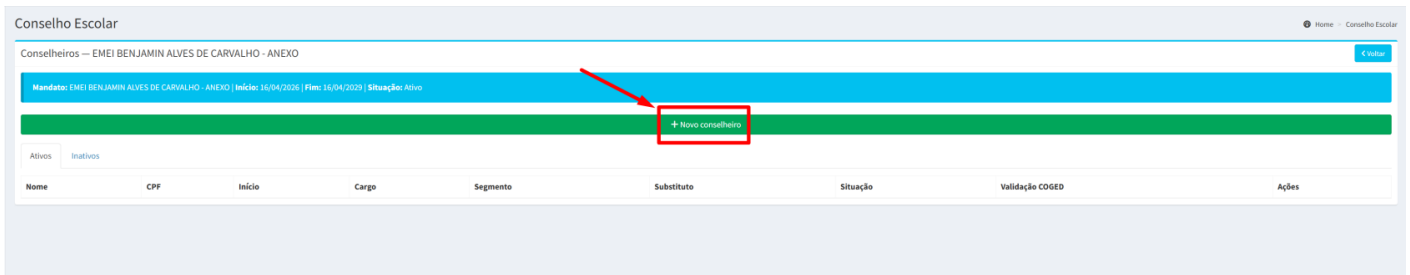 Conselho Escolar
Home > Conselho Escolar
Conselheiros — EMEI BENJAMIN ALVES DE CARVALHO - ANEXO
Voltar
Mandato: EMEI BENJAMIN ALVES DE CARVALHO - ANEXO | Início: 16/04/2026 | Fim: 16/04/2029 | Situação: Ativo
+ Novo conselheiro
Ativos Inativos
Nome CPF Início Cargo Segmento Substituto Situação Validação COGED Ações